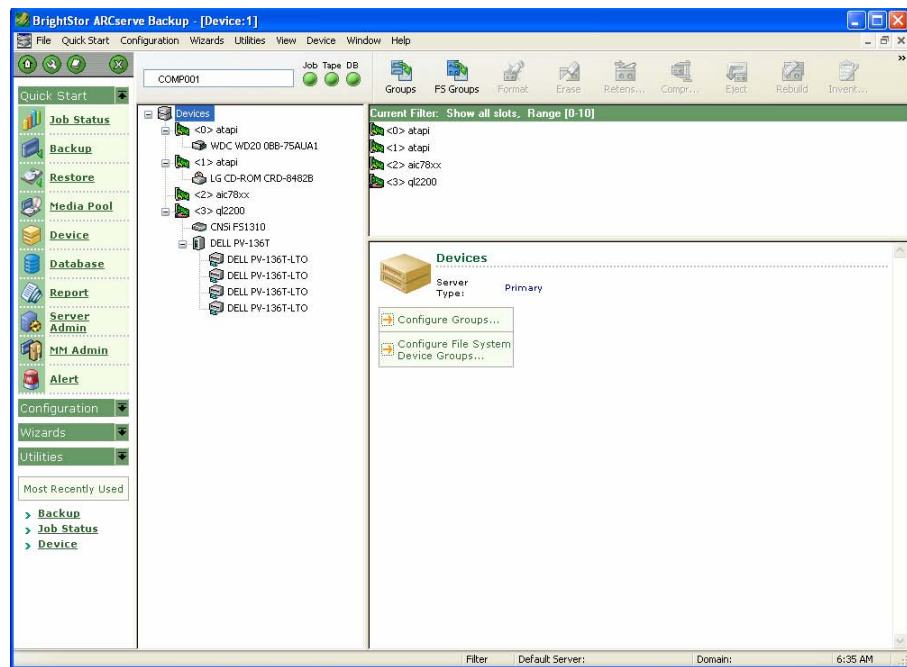 BrightStor ARCserve Backup - [Device:1]
File Quick Start Configuration Wizards Utilities View Device Window Help
COMP001
Job Tape DB
Groups FS Groups Format Erase Retens... Compr... Eject Rebuild Invent...
Quick Start
Job Status
Backup
Restore
Media Pool
Device
Database
Report
Server
Admin
MM Admin
Alert
Configuration
Wizards
Utilities
Most Recently Used
Backup
Job Status
Device
Devices
<0> atapi
WDC WD20 0BB-75AUA1
<1> atapi
LG CD-ROM CRD-8482B
<2> aic78xx
<3> ql2200
CNSi FS1310
DELL PV-136T
DELL PV-136T-LTO
DELL PV-136T-LTO
DELL PV-136T-LTO
DELL PV-136T-LTO
Current Filter: Show all slots, Range [0-10]
<0> atapi
<1> atapi
<2> aic78xx
<3> ql2200
Devices
Server
Type: Primary
Configure Groups...
Configure File System
Device Groups...
Filter Default Server: Domain: 6:35 AM